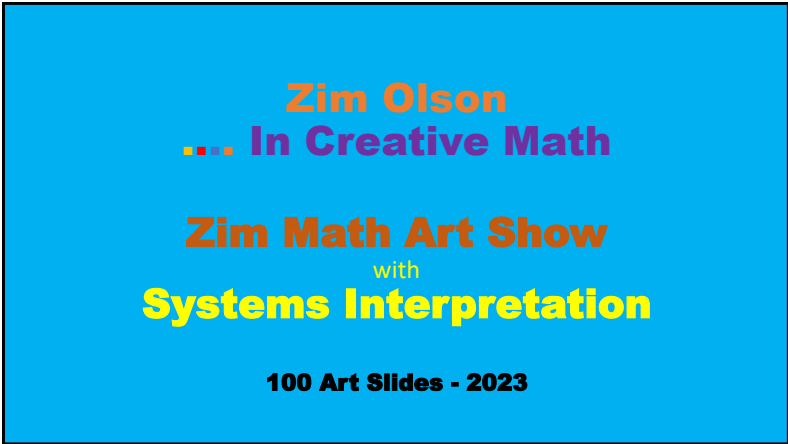 Zim Olson
.... In Creative Math
Zim Math Art Show
with
Systems Interpretation
100 Art Slides - 2023